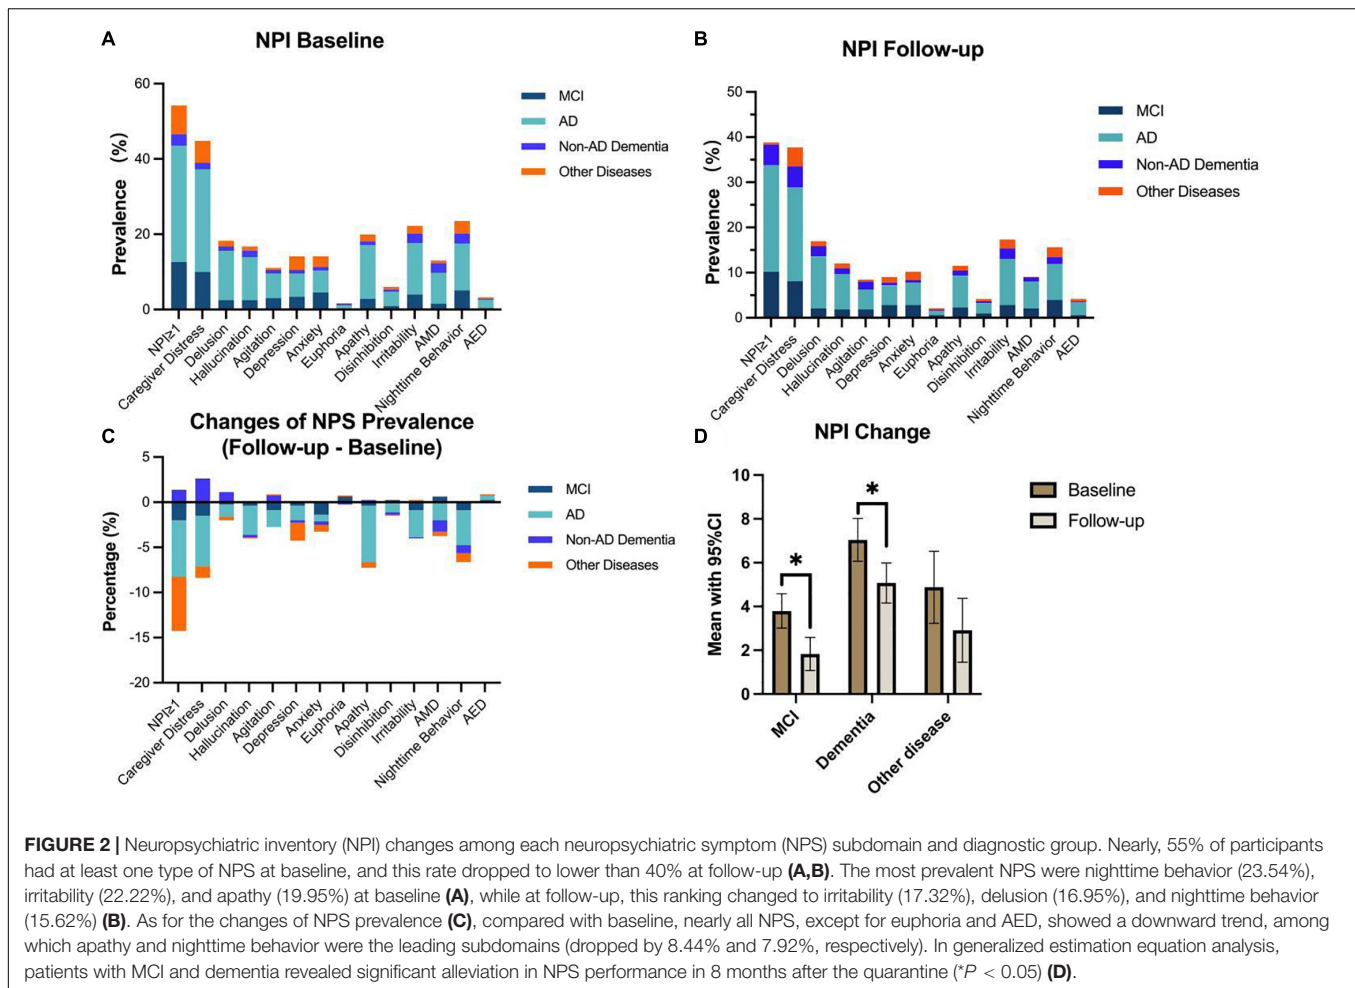 A
NPI Baseline
Prevalence (%)
60
40
20
0
NPI≥1
Caregiver Distress
Delusion
Hallucination
Agitation
Depression
Anxiety
Euphoria
Apathy
Disinhibition
Irritability
AMD
Nighttime Behavior
AED
MCI
AD
Non-AD Dementia
Other Diseases
B
NPI Follow-up
Prevalence (%)
50
40
30
20
10
0
NPI≥1
Caregiver Distress
Delusion
Hallucination
Agitation
Depression
Anxiety
Euphoria
Apathy
Disinhibition
Irritability
AMD
Nighttime Behavior
AED
MCI
AD
Non-AD Dementia
Other Diseases
C
Changes of NPS Prevalence
(Follow-up - Baseline)
Percentage (%)
5
0
-5
-10
-15
-20
NPI≥1
Caregiver Distress
Delusion
Hallucination
Agitation
Depression
Anxiety
Euphoria
Apathy
Disinhibition
Irritability
AMD
Nighttime Behavior
AED
MCI
AD
Non-AD Dementia
Other Diseases
D
NPI Change
Mean with 95%CI
10
8
6
4
2
0
*
*
MCI
Dementia
Other disease
Baseline
Follow-up
FIGURE 2 | Neuropsychiatric inventory (NPI) changes among each neuropsychiatric symptom (NPS) subdomain and diagnostic group. Nearly, 55% of participants
had at least one type of NPS at baseline, and this rate dropped to lower than 40% at follow-up (A,B). The most prevalent NPS were nighttime behavior (23.54%),
irritability (22.22%), and apathy (19.95%) at baseline (A), while at follow-up, this ranking changed to irritability (17.32%), delusion (16.95%), and nighttime behavior
(15.62%) (B). As for the changes of NPS prevalence (C), compared with baseline, nearly all NPS, except for euphoria and AED, showed a downward trend, among
which apathy and nighttime behavior were the leading subdomains (dropped by 8.44% and 7.92%, respectively). In generalized estimation equation analysis,
patients with MCI and dementia revealed significant alleviation in NPS performance in 8 months after the quarantine (*P < 0.05) (D).